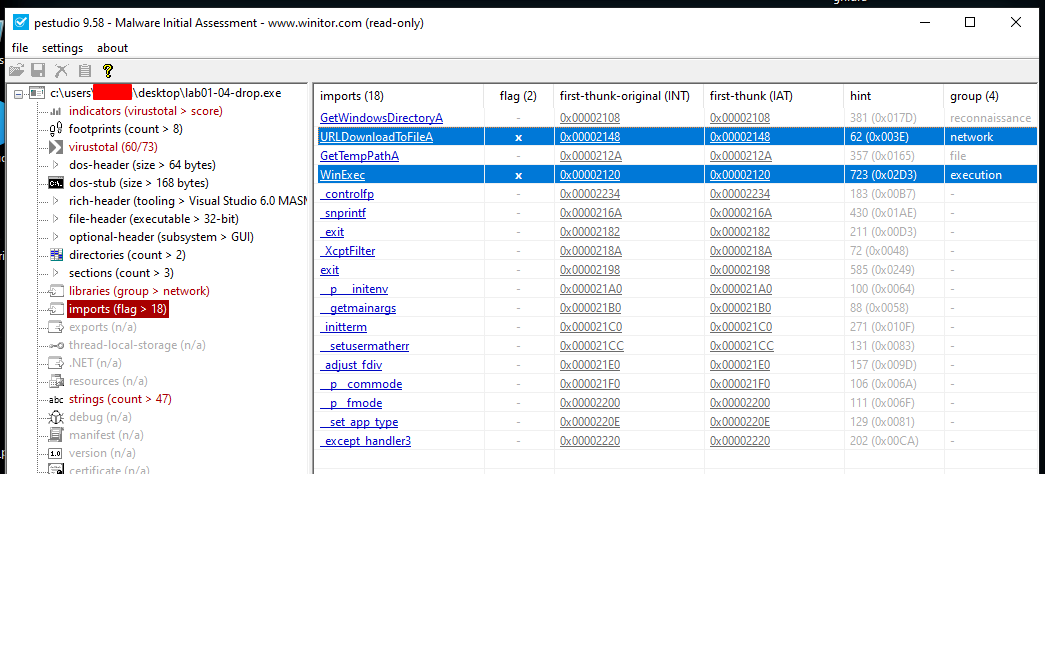 pestudio 9.58 - Malware Initial Assessment - www.winitor.com (read-only)
file settings about
c:\users\ \desktop\lab01-04-drop.exe
indicators (virustotal > score)
footprints (count > 8)
virustotal (60/73)
dos-header (size > 64 bytes)
dos-stub (size > 168 bytes)
rich-header (tooling > Visual Studio 6.0 MASM
file-header (executable > 32-bit)
optional-header (subsystem > GUI)
directories (count > 2)
sections (count > 3)
libraries (group > network)
imports (flag > 18)
exports (n/a)
thread-local-storage (n/a)
.NET (n/a)
resources (n/a)
abc strings (count > 47)
debug (n/a)
manifest (n/a)
1.0 version (n/a)
certificate (n/a)
imports (18) flag (2) first-thunk-original (INT) first-thunk (IAT) hint group (4)
GetWindowsDirectoryA - 0x00002108 0x00002108 381 (0x017D) reconnaissance
URLDownloadToFileA x 0x00002148 0x00002148 62 (0x003E) network
GetTempPathA - 0x0000212A 0x0000212A 357 (0x0165) file
WinExec x 0x00002120 0x00002120 723 (0x02D3) execution
_controlfp - 0x00002234 0x00002234 183 (0x00B7) -
_snprintf - 0x0000216A 0x0000216A 430 (0x01AE) -
_exit - 0x00002182 0x00002182 211 (0x00D3) -
_XcptFilter - 0x0000218A 0x0000218A 72 (0x0048) -
exit - 0x00002198 0x00002198 585 (0x0249) -
__p___initenv - 0x000021A0 0x000021A0 100 (0x0064) -
__getmainargs - 0x000021B0 0x000021B0 88 (0x0058) -
_initterm - 0x000021C0 0x000021C0 271 (0x010F) -
__setusermatherr - 0x000021CC 0x000021CC 131 (0x0083) -
_adjust_fdiv - 0x000021E0 0x000021E0 157 (0x009D) -
__p__commode - 0x000021F0 0x000021F0 106 (0x006A) -
__p__fmode - 0x00002200 0x00002200 111 (0x006F) -
__set_app_type - 0x0000220E 0x0000220E 129 (0x0081) -
_except_handler3 - 0x00002220 0x00002220 202 (0x00CA) -